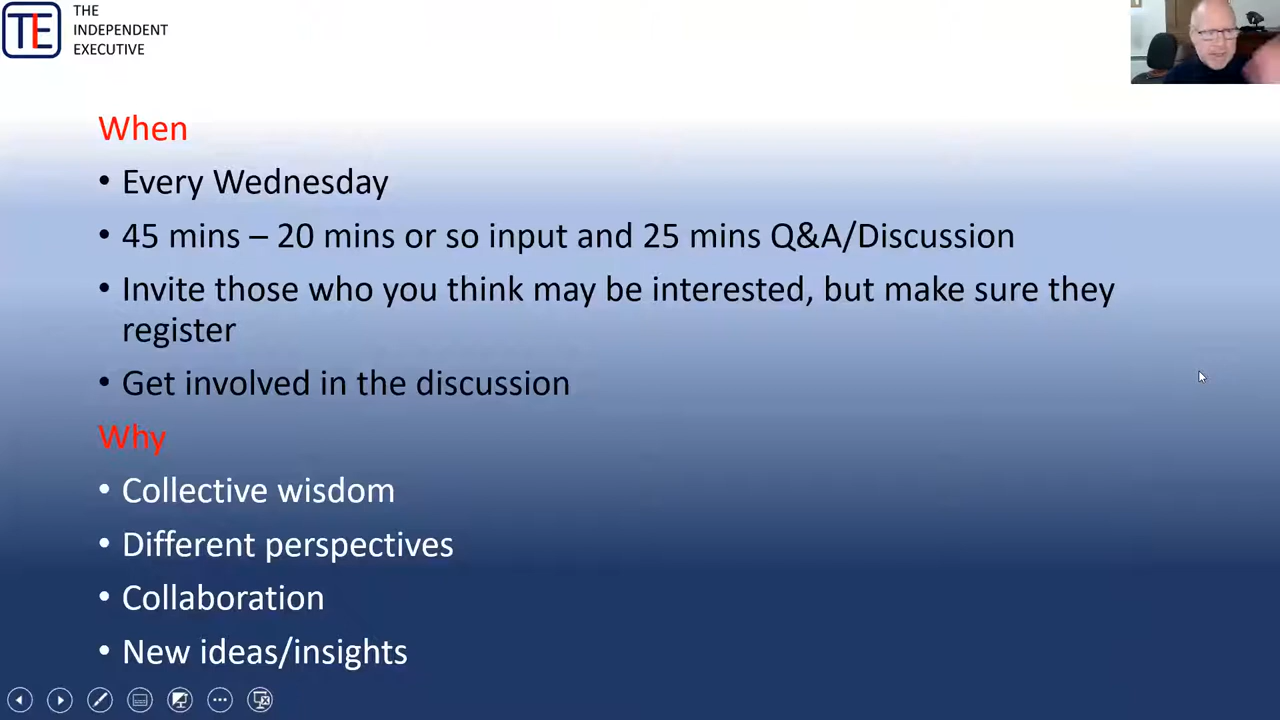 TE
THE
INDEPENDENT
EXECUTIVE
When
• Every Wednesday
• 45 mins – 20 mins or so input and 25 mins Q&A/Discussion
• Invite those who you think may be interested, but make sure they
register
• Get involved in the discussion
Why
• Collective wisdom
• Different perspectives
• Collaboration
• New ideas/insights